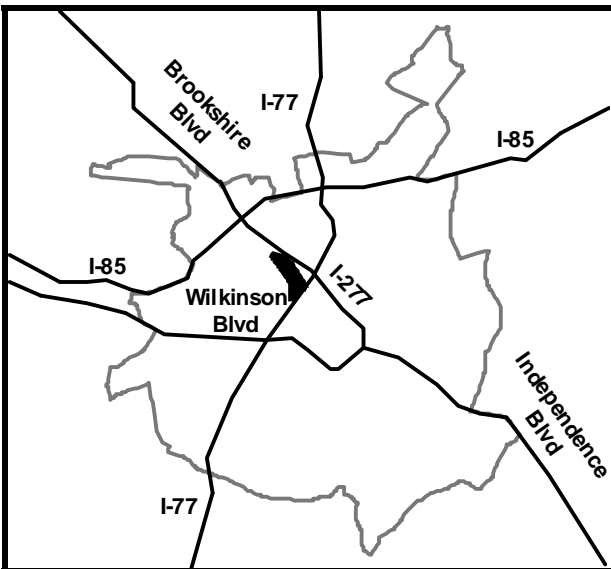 Brookshire
Blvd
I-77
I-85
I-85
I-277
Wilkinson
Blvd
Independence
Blvd
I-77